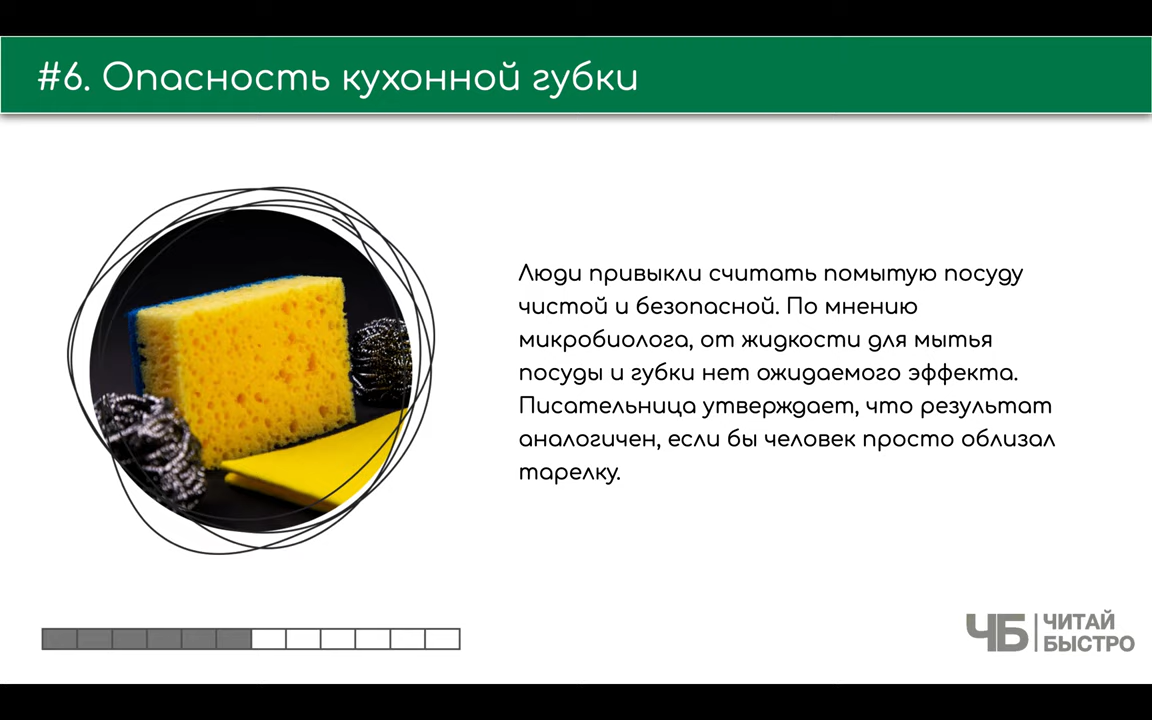 #6. Опасность кухонной губки
Люди привыкли считать помытую посуду
чистой и безопасной. По мнению
микробиолога, от жидкости для мытья
посуды и губки нет ожидаемого эффекта.
Писательница утверждает, что результат
аналогичен, если бы человек просто облизал
тарелку.
ЧБ
ЧИТАЙ
БЫСТРО